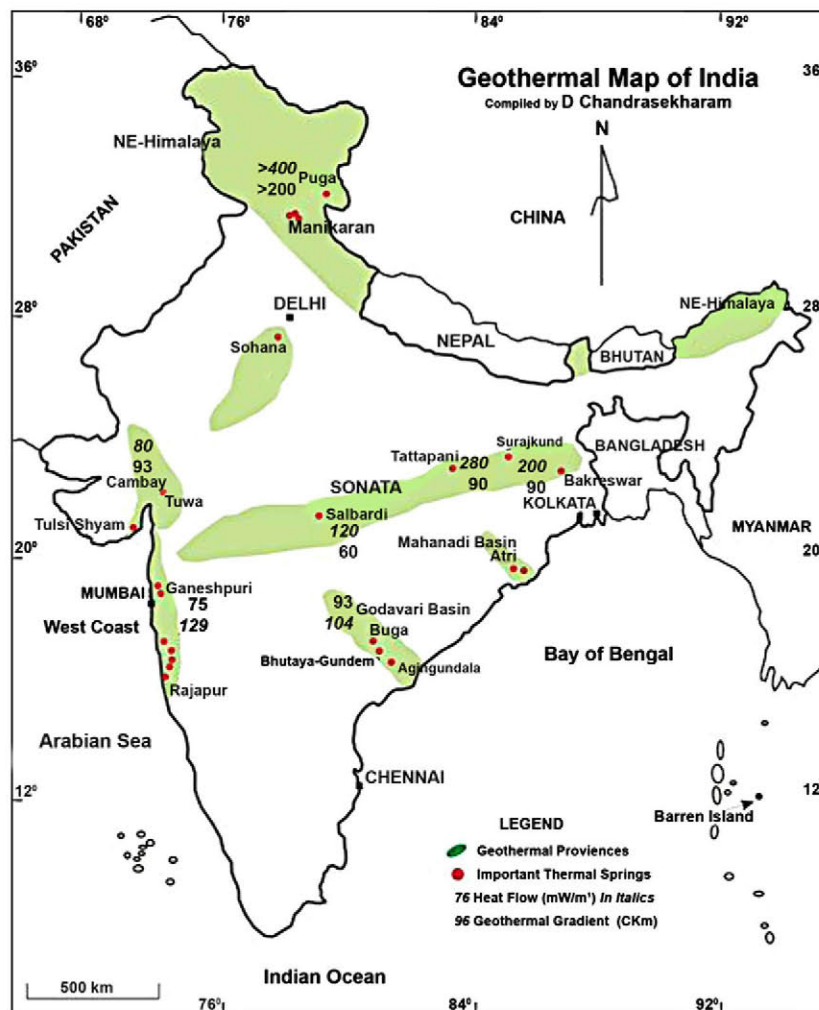 68°
76°
84°
92°
36°
36
Geothermal Map of India
Compiled by D Chandrasekharam
N
NE-Himalaya
>400
Puga
>200
Manikaran
PAKISTAN
CHINA
28°
28
DELHI
NE-Himalaya
NEPAL
BHUTAN
Sohana
80
93
Cambay
Tuwa
Tulsi Shyam
Surajkund
Tattapani
280
200
BANGLADESH
SONATA
90
90
Bakreswar
KOLKATA
Salbardi
120
60
MYANMAR
20°
20
Mahanadi Basin
Atri
MUMBAI
Ganeshpuri
75
West Coast
129
93
Godavari Basin
104
Buga
Bhutaya-Gundem
Agingundala
Rajapur
Bay of Bengal
Arabian Sea
CHENNAI
12°
12
Barren Island
LEGEND
Geothermal Proviences
Important Thermal Springs
76 Heat Flow (mW/m²) In Italics
96 Geothermal Gradient (CKm)
Indian Ocean
500 km
76°
84°
92°